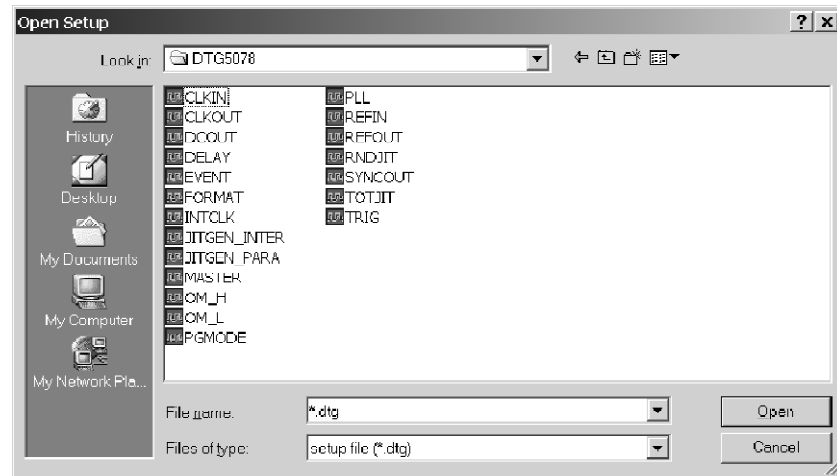 Open Setup
Look in: DTG5078
History
Desktop
My Documents
My Computer
My Network Pla...
CLKIN
CLKOUT
DCOUT
DELAY
EVENT
FORMAT
INTCLK
JITGEN_INTER
JITGEN_PARA
MASTER
OM_H
OM_L
PGMODE
PLL
REFIN
REFOUT
RNDJIT
SYNCOUT
TOTJIT
TRIG
File name: *.dtg
Open
Files of type: setup file (*.dtg)
Cancel